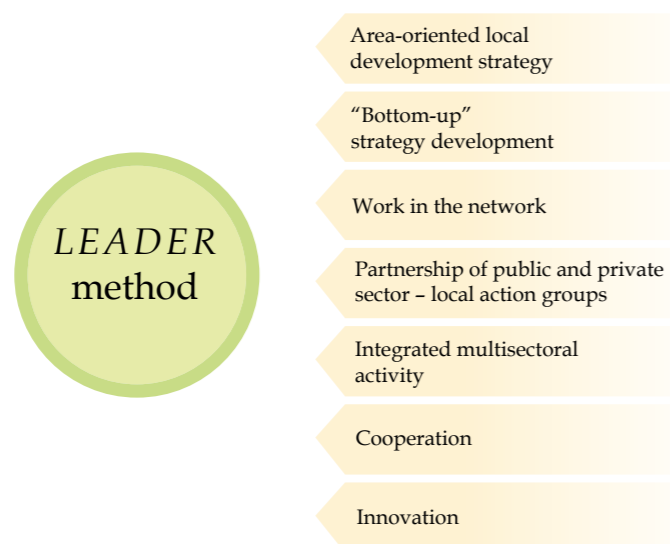 LEADER
method
Area-oriented local
development strategy
“Bottom-up”
strategy development
Work in the network
Partnership of public and private
sector – local action groups
Integrated multisectoral
activity
Cooperation
Innovation